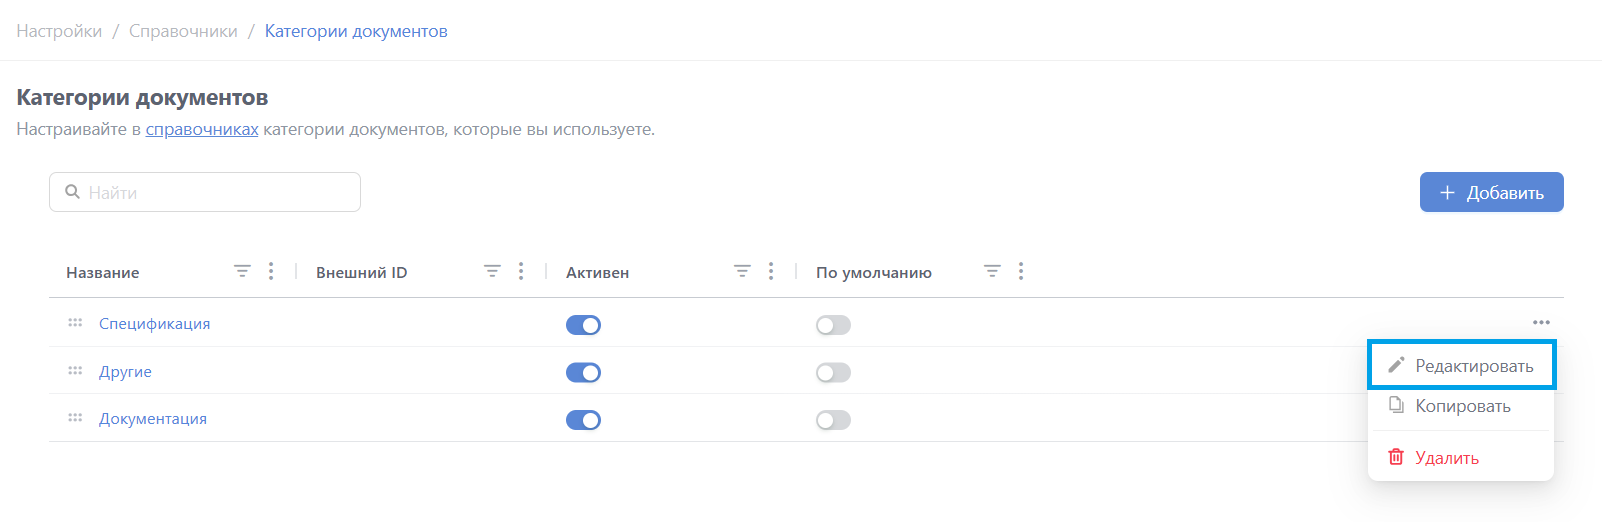 Настройки / Справочники / Категории документов
Категории документов
Настраивайте в справочниках категории документов, которые вы используете.
Найти
+ Добавить
Название Внешний ID Активен По умолчанию
Спецификация
Другие
Документация
Редактировать
Копировать
Удалить